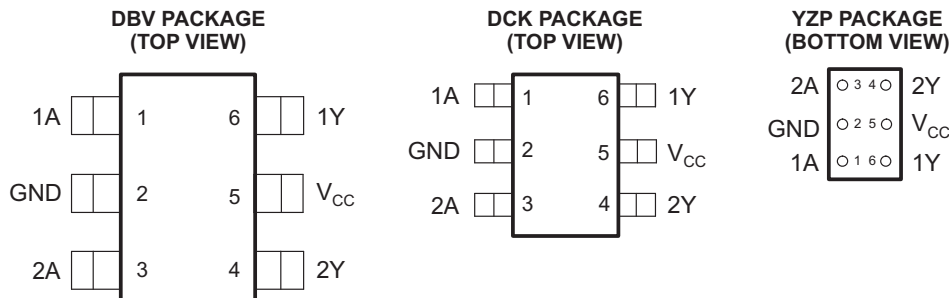 DBV PACKAGE
(TOP VIEW)
1A 1 6 1Y
GND 2 5 VCC
2A 3 4 2Y
DCK PACKAGE
(TOP VIEW)
1A 1 6 1Y
GND 2 5 VCC
2A 3 4 2Y
YZP PACKAGE
(BOTTOM VIEW)
2A 3 4 2Y
GND 2 5 VCC
1A 1 6 1Y